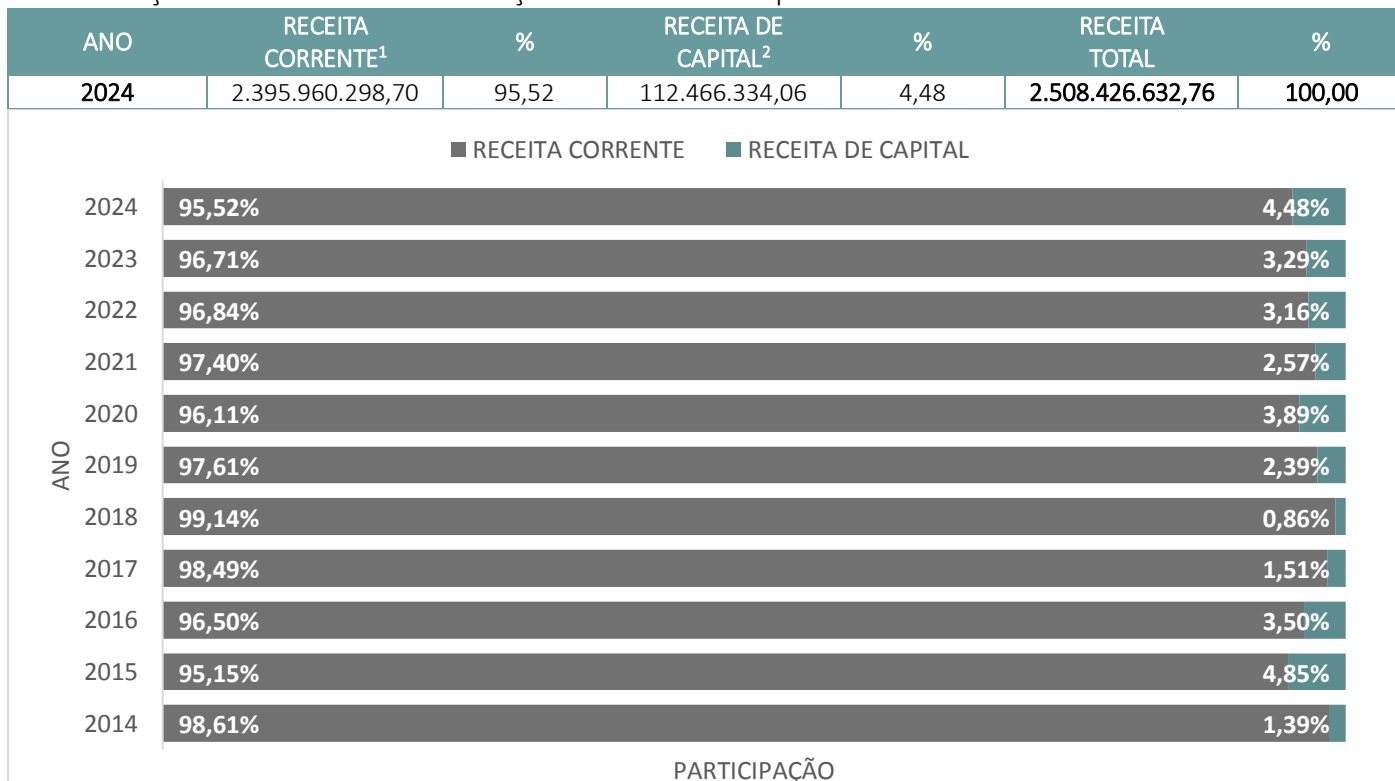 ANO RECEITA CORRENTE¹ % RECEITA DE CAPITAL² % RECEITA TOTAL %
2024 2.395.960.298,70 95,52 112.466.334,06 4,48 2.508.426.632,76 100,00
RECEITA CORRENTE RECEITA DE CAPITAL
2024 95,52% 4,48%
2023 96,71% 3,29%
2022 96,84% 3,16%
2021 97,40% 2,57%
2020 96,11% 3,89%
ANO
2019 97,61% 2,39%
2018 99,14% 0,86%
2017 98,49% 1,51%
2016 96,50% 3,50%
2015 95,15% 4,85%
2014 98,61% 1,39%
PARTICIPAÇÃO